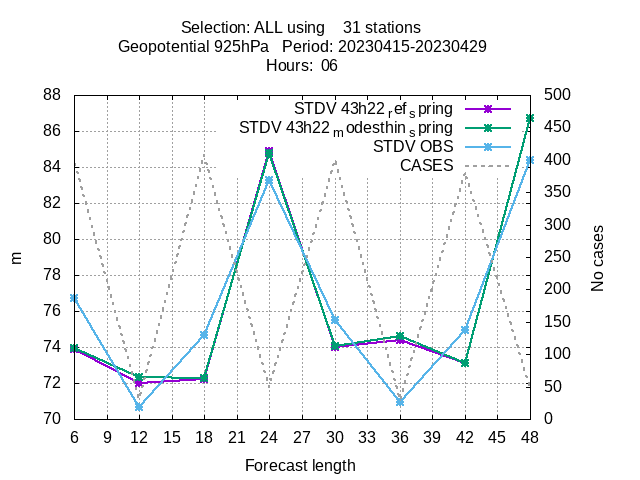 Selection: ALL using 31 stations
Geopotential 925hPa Period: 20230415-20230429
Hours: 06
STDV 43h22refspring
STDV 43h22modesthinspring
STDV OBS
CASES
88
86
84
82
80
78
76
74
72
70
500
450
400
350
300
250
200
150
100
50
0
m
No cases
6 9 12 15 18 21 24 27 30 33 36 39 42 45 48
Forecast length